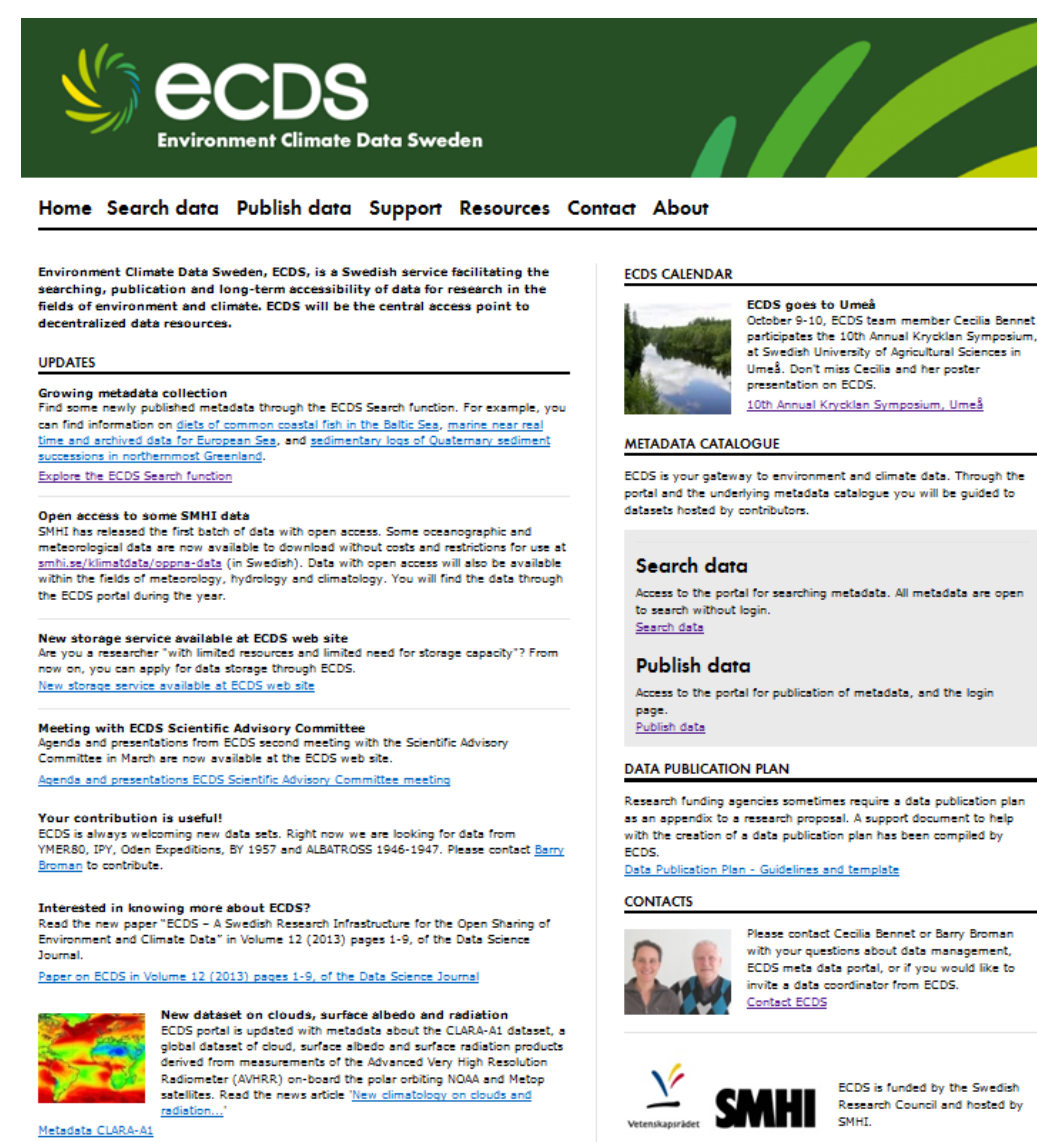 ecds
Environment Climate Data Sweden
Home Search data Publish data Support Resources Contact About
Environment Climate Data Sweden, ECDS, is a Swedish service facilitating the
searching, publication and long-term accessibility of data for research in the
fields of environment and climate. ECDS will be the central access point to
decentralized data resources.
UPDATES
Growing metadata collection
Find some newly published metadata through the ECDS Search function. For example, you
can find information on diets of common coastal fish in the Baltic Sea, marine near real
time and archived data for European Sea, and sedimentary logs of Quaternary sediment
successions in northernmost Greenland.
Explore the ECDS Search function
Open access to some SMHI data
SMHI has released the first batch of data with open access. Some oceanographic and
meteorological data are now available to download without costs and restrictions for use at
smhi.se/klimatdata/oppna-data (in Swedish). Data with open access will also be available
within the fields of meteorology, hydrology and climatology. You will find the data through
the ECDS portal during the year.
New storage service available at ECDS web site
Are you a researcher "with limited resources and limited need for storage capacity"? From
now on, you can apply for data storage through ECDS.
New storage service available at ECDS web site
Meeting with ECDS Scientific Advisory Committee
Agenda and presentations from ECDS second meeting with the Scientific Advisory
Committee in March are now available at the ECDS web site.
Agenda and presentations ECDS Scientific Advisory Committee meeting
Your contribution is useful!
ECDS is always welcoming new data sets. Right now we are looking for data from
YMER80, IPY, Oden Expeditions, BY 1957 and ALBATROSS 1946-1947. Please contact Barry
Broman to contribute.
Interested in knowing more about ECDS?
Read the new paper "ECDS – A Swedish Research Infrastructure for the Open Sharing of
Environment and Climate Data" in Volume 12 (2013) pages 1-9, of the Data Science
Journal.
Paper on ECDS in Volume 12 (2013) pages 1-9, of the Data Science Journal
New dataset on clouds, surface albedo and radiation
ECDS portal is updated with metadata about the CLARA-A1 dataset, a
global dataset of cloud, surface albedo and surface radiation products
derived from measurements of the Advanced Very High Resolution
Radiometer (AVHRR) on-board the polar orbiting NOAA and Metop
satellites. Read the news article 'New climatology on clouds and
radiation...'
Metadata CLARA-A1
ECDS CALENDAR
ECDS goes to Umeå
October 9-10, ECDS team member Cecilia Bennet
participates the 10th Annual Krycklan Symposium,
at Swedish University of Agricultural Sciences in
Umeå. Don't miss Cecilia and her poster
presentation on ECDS.
10th Annual Krycklan Symposium, Umeå
METADATA CATALOGUE
ECDS is your gateway to environment and climate data. Through the
portal and the underlying metadata catalogue you will be guided to
datasets hosted by contributors.
Search data
Access to the portal for searching metadata. All metadata are open
to search without login.
Search data
Publish data
Access to the portal for publication of metadata, and the login
page.
Publish data
DATA PUBLICATION PLAN
Research funding agencies sometimes require a data publication plan
as an appendix to a research proposal. A support document to help
with the creation of a data publication plan has been compiled by
ECDS.
Data Publication Plan - Guidelines and template
CONTACTS
Please contact Cecilia Bennet or Barry Broman
with your questions about data management,
ECDS meta data portal, or if you would like to
invite a data coordinator from ECDS.
Contact ECDS
Vetenskapsrådet
SMHI
ECDS is funded by the Swedish
Research Council and hosted by
SMHI.